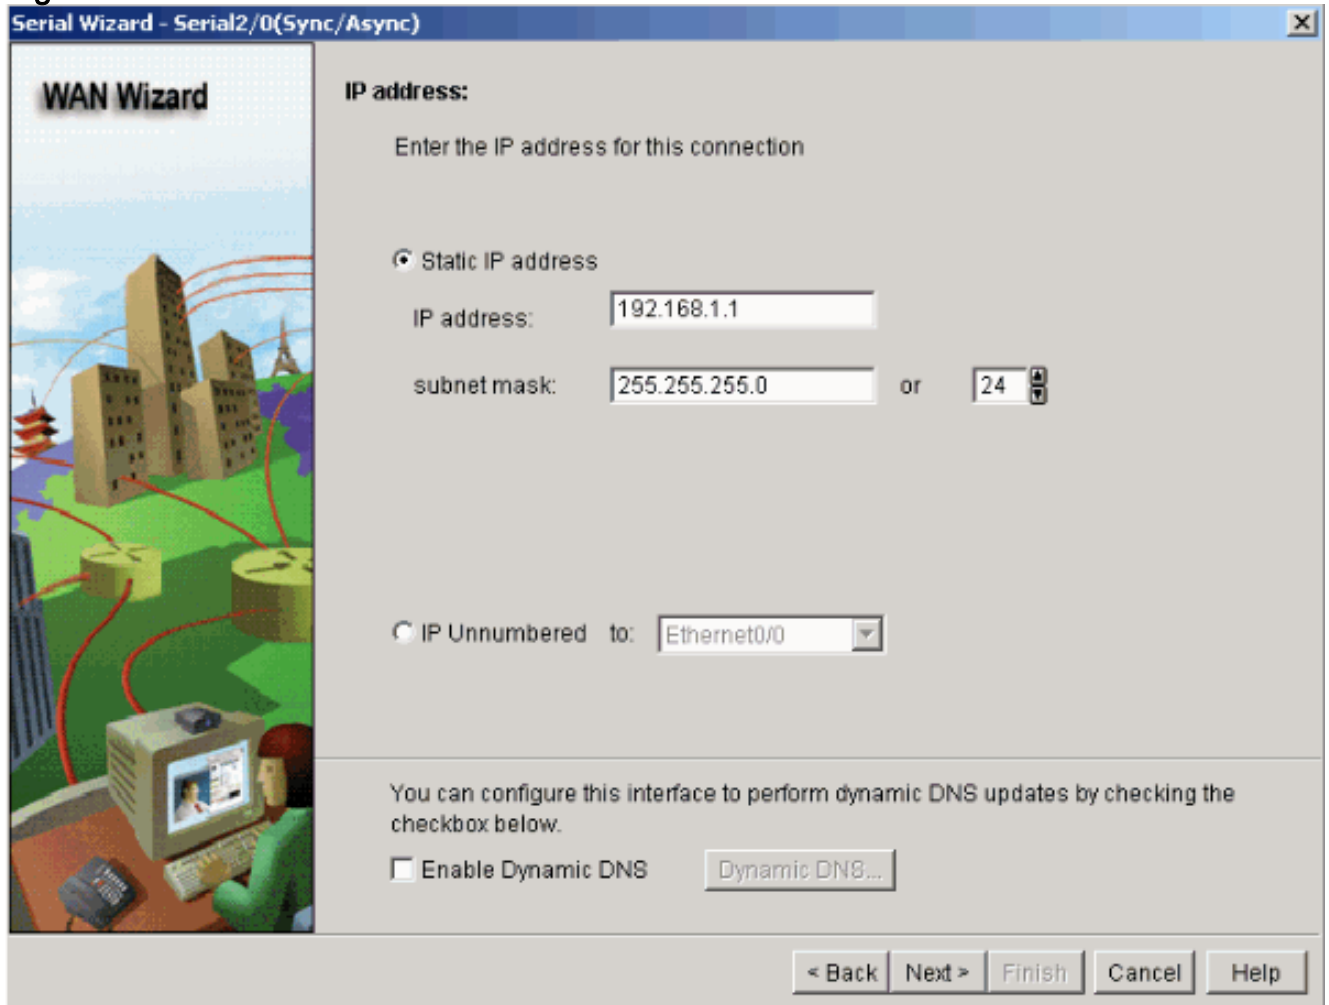 Serial Wizard - Serial2/0(Sync/Async)
WAN Wizard
IP address:
Enter the IP address for this connection
Static IP address
IP address: 192.168.1.1
subnet mask: 255.255.255.0 or 24
IP Unnumbered to: Ethernet0/0
You can configure this interface to perform dynamic DNS updates by checking the
checkbox below.
Enable Dynamic DNS Dynamic DNS...
< Back Next > Finish Cancel Help